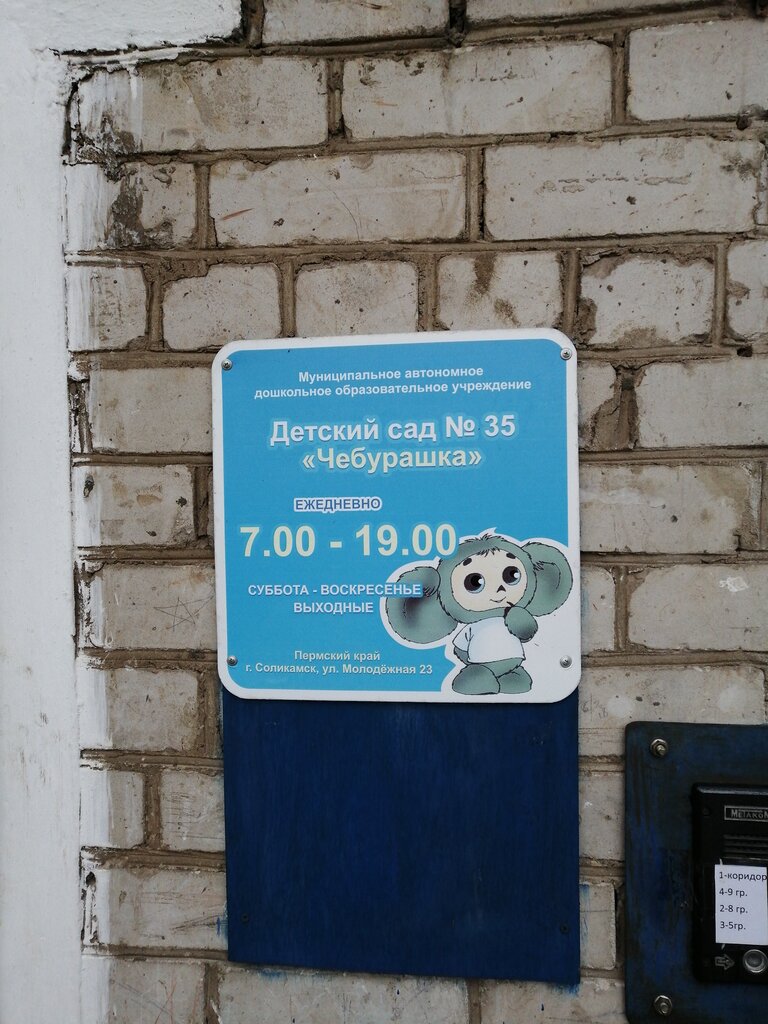 Муниципальное автономное
дошкольное образовательное учреждение
Детский сад № 35
«Чебурашка»
ЕЖЕДНЕВНО
7.00 - 19.00
СУББОТА - ВОСКРЕСЕНЬЕ
ВЫХОДНЫЕ
Пермский край
г. Соликамск, ул. Молодёжная 23
1-коридор
4-9 гр.
2-8 гр.
3-5гр.